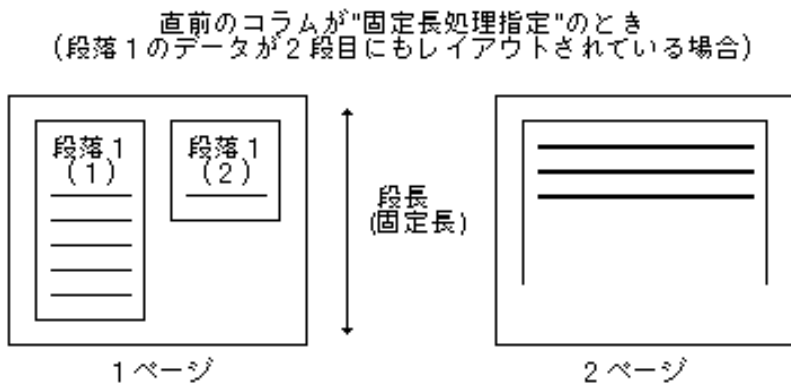 直前のコラムが"固定長処理指定"のとき
(段落1のデータが2段目にもレイアウトされている場合)
段落1
(1)
段落1
(2)
段長
(固定長)
1ページ
2ページ